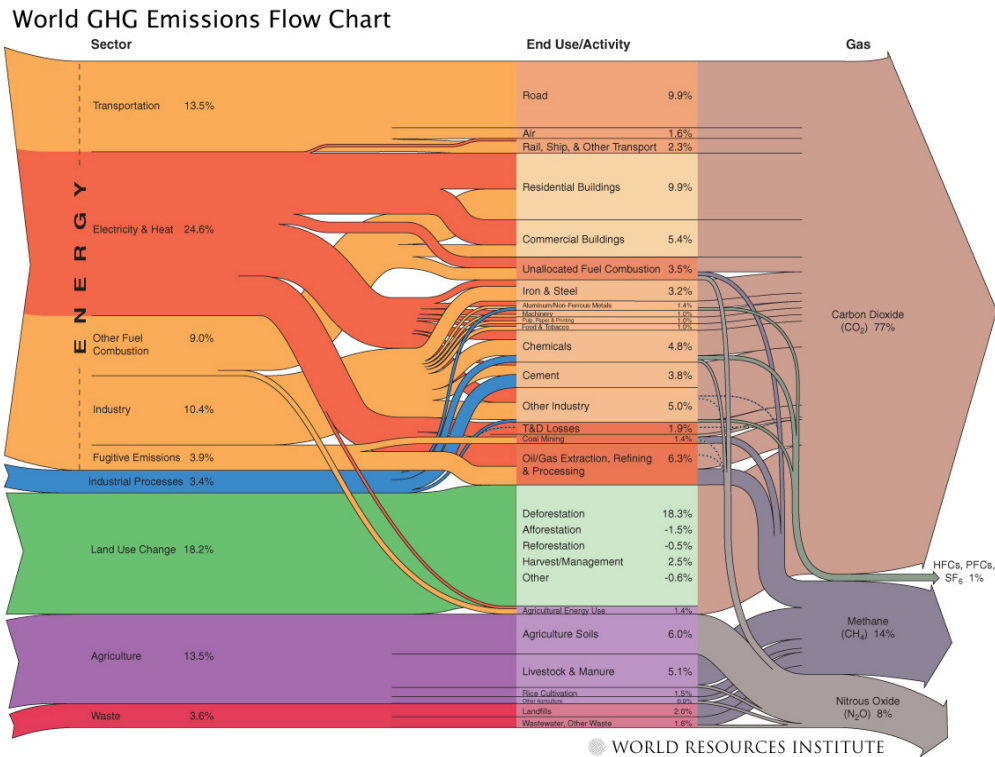 World GHG Emissions Flow Chart
Sector
End Use/Activity
Gas
ENERGY
Transportation 13.5%
Electricity & Heat 24.6%
Other Fuel
Combustion 9.0%
Industry 10.4%
Fugitive Emissions 3.9%
Industrial Processes 3.4%
Land Use Change 18.2%
Agriculture 13.5%
Waste 3.6%
Road 9.9%
Air 1.6%
Rail, Ship, & Other Transport 2.3%
Residential Buildings 9.9%
Commercial Buildings 5.4%
Unallocated Fuel Combustion 3.5%
Iron & Steel 3.2%
Aluminum/Non-Ferrous Metals 1.4%
Machinery 1.0%
Pulp, Paper & Printing 1.0%
Food & Tobacco 1.0%
Chemicals 4.8%
Cement 3.8%
Other Industry 5.0%
T&D Losses 1.9%
Coal Mining 1.4%
Oil/Gas Extraction, Refining
& Processing 6.3%
Deforestation 18.3%
Afforestation -1.5%
Reforestation -0.5%
Harvest/Management 2.5%
Other -0.6%
Agricultural Energy Use 1.4%
Agriculture Soils 6.0%
Livestock & Manure 5.1%
Rice Cultivation 1.5%
Other Agriculture 0.9%
Landfills 2.0%
Wastewater, Other Waste 1.6%
Carbon Dioxide
(CO₂) 77%
HFCs, PFCs,
SF₆ 1%
Methane
(CH₄) 14%
Nitrous Oxide
(N₂O) 8%
WORLD RESOURCES INSTITUTE